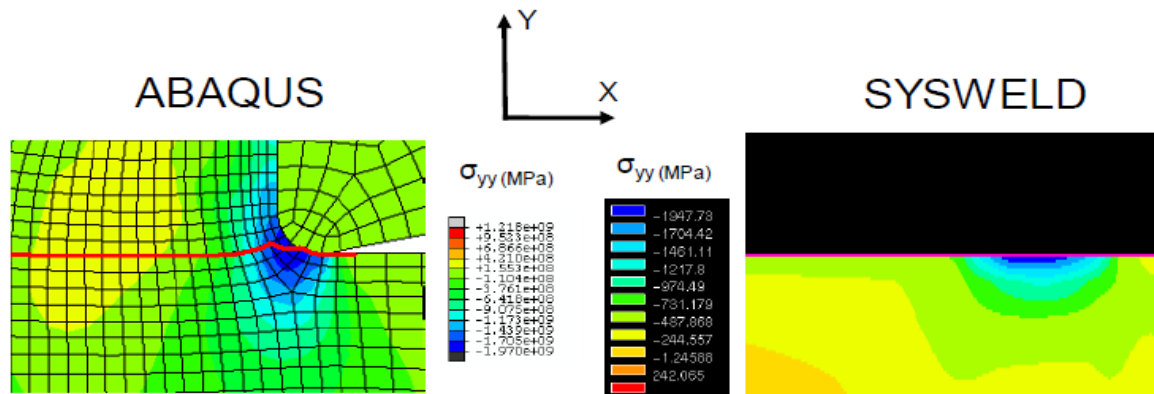 Y
ABAQUS
X
SYSWELD
σyy (MPa)
+1.218e+09
+9.523e+08
+6.866e+08
+4.210e+08
+1.553e+08
-1.104e+08
-3.761e+08
-6.418e+08
-9.075e+08
-1.173e+09
-1.439e+09
-1.705e+09
-1.970e+09
σyy (MPa)
-1947.73
-1704.42
-1461.11
-1217.8
-974.49
-731.179
-487.868
-244.557
-1.24588
242.065